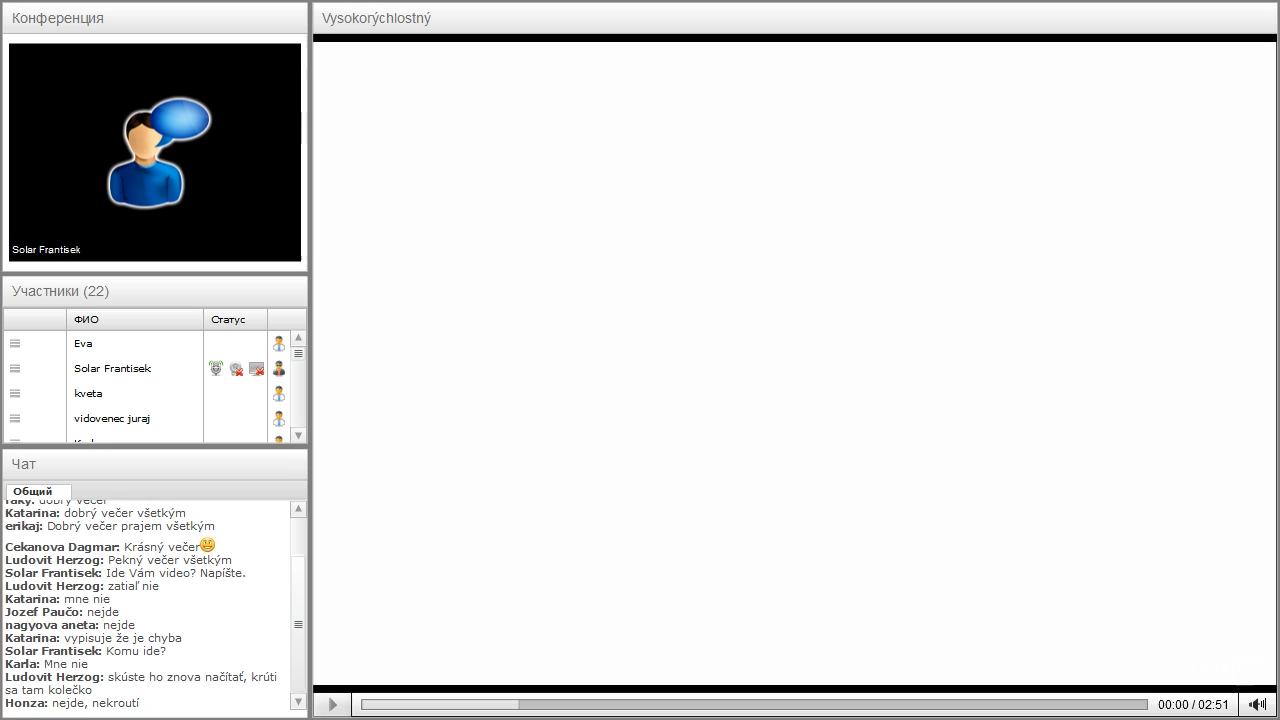 Конференция
Solar Frantisek
Участники (22)
ФИО Статус
Eva
Solar Frantisek
kveta
vidovenec juraj
Чат
Общий
raky: dobrý večer
Katarina: dobrý večer všetkým
erikaj: Dobrý večer prajem všetkým
Cekanova Dagmar: Krásný večer
Ludovit Herzog: Pekný večer všetkým
Solar Frantisek: Ide Vám video? Napíšte.
Ludovit Herzog: zatiaľ nie
Katarina: mne nie
Jozef Paučo: nejde
nagyova aneta: nejde
Katarina: vypisuje že je chyba
Solar Frantisek: Komu ide?
Karla: Mne nie
Ludovit Herzog: skúste ho znova načítať, krúti
sa tam kolečko
Honza: nejde, nekroutí
Vysokorýchlostný
00:00 / 02:51